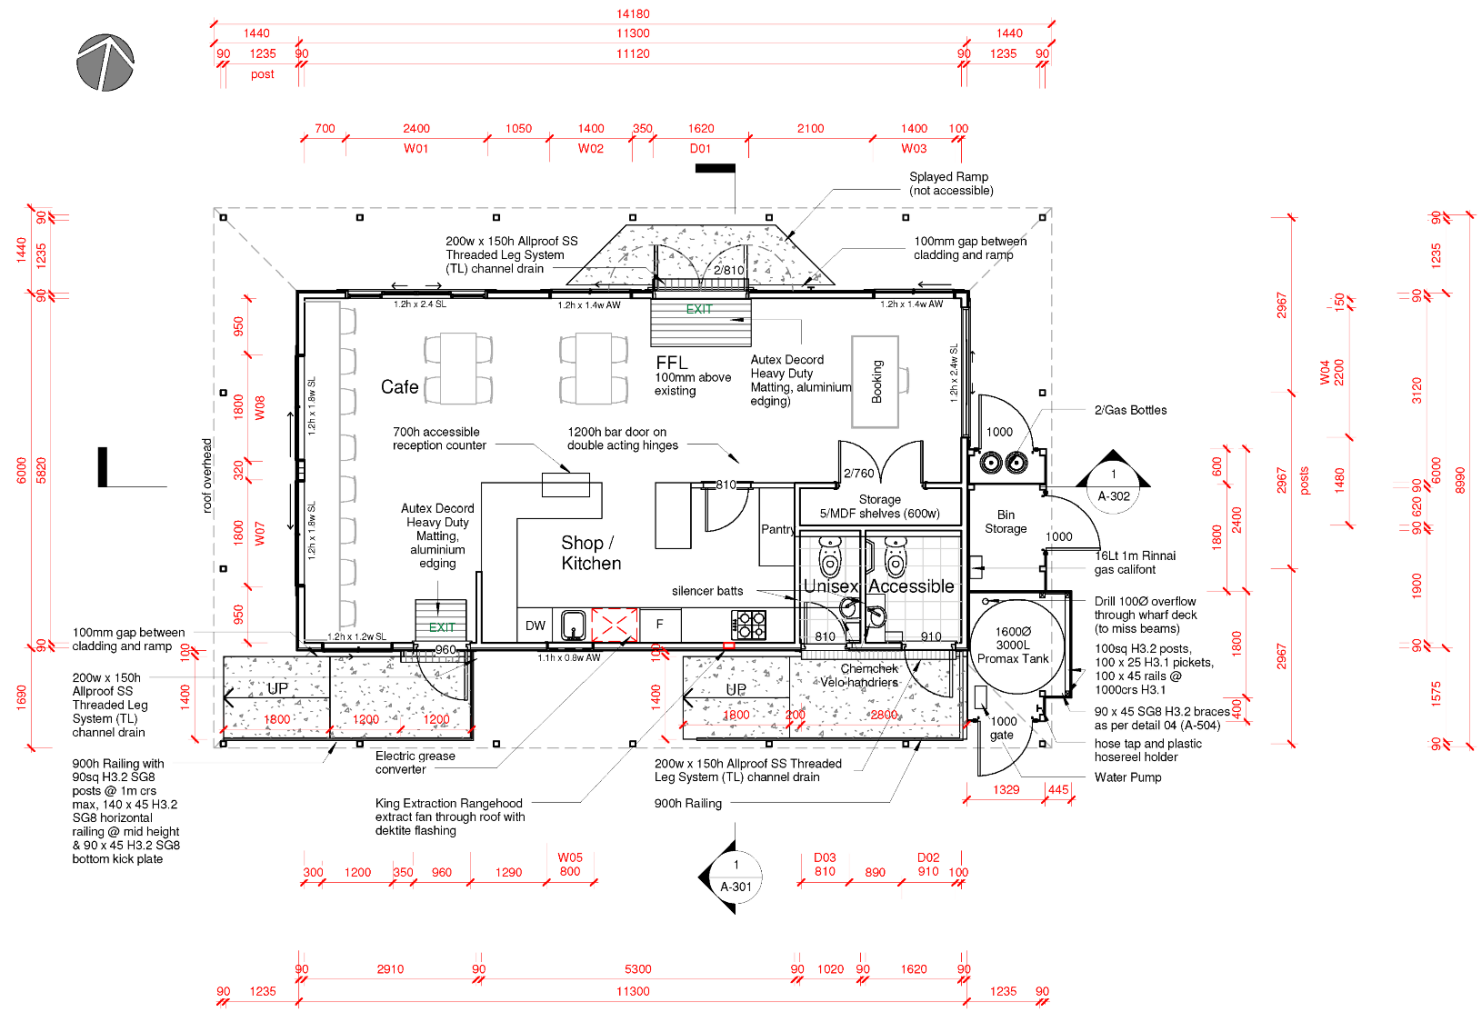 14180
1440 11300 1440
90 1235 90 11120 90 1235 90
post
700 2400 1050 1400 350 1620 2100 1400 100
W01 W02 D01 W03
Splayed Ramp
(not accessible)
200w x 150h Allproof SS
Threaded Leg System
(TL) channel drain
2/810
100mm gap between
cladding and ramp
1.2h x 2.4 SL
1.2h x 1.4w AW
EXIT
1.2h x 1.4w AW
FFL
100mm above
existing
Autex Decord
Heavy Duty
Matting, aluminium
edging)
Booking
1.2h x 2.4w SL
Cafe
1.2h x 1.8w SL
1.2h x 1.8w SL
roof overhead
700h accessible
reception counter
1200h bar door on
double acting hinges
810
2/760
1000
2/Gas Bottles
1
A-302
Storage
5/MDF shelves (600w)
Bin
Storage
1000
Autex Decord
Heavy Duty
Matting,
aluminium
edging
Shop /
Kitchen
Pantry
16Lt 1m Rinnai
gas califont
silencer batts
Unisex
Accessible
Drill 100Ø overflow
through wharf deck
(to miss beams)
EXIT
DW
F
810
910
1600Ø
3000L
Promax Tank
100sq H3.2 posts,
100 x 25 H3.1 pickets,
100 x 45 rails @
1000crs H3.1
100mm gap between
cladding and ramp
1.2h x 1.2w SL
960
1.1h x 0.8w AW
Chemchek
Velo handriers
200w x 150h
Allproof SS
Threaded Leg
System (TL)
channel drain
UP
1800 1200 1200
UP
1800 200 2800
1000
gate
90 x 45 SG8 H3.2 braces
as per detail 04 (A-504)
hose tap and plastic
hosereel holder
Water Pump
900h Railing with
90sq H3.2 SG8
posts @ 1m crs
max, 140 x 45 H3.2
SG8 horizontal
railing @ mid height
& 90 x 45 H3.2 SG8
bottom kick plate
Electric grease
converter
King Extraction Rangehood
extract fan through roof with
dektite flashing
200w x 150h Allproof SS Threaded
Leg System (TL) channel drain
900h Railing
1329 445
1440
6000
1690
90
1235
90
5820
90
950
1800
W08
320
1800
W07
950
100
1400
100
1400
2967
2967
2967
posts
600
1800
2400
1800
400
150
W04
2200
1480
90
1235
90
3120
90
620
90
1900
90
1575
90
6000
8990
W05 D03 D02
300 1200 350 960 1290 800 810 890 910 100
1
A-301
90 2910 90 5300 90 1020 90 1620 90
90 1235 11300 1235 90